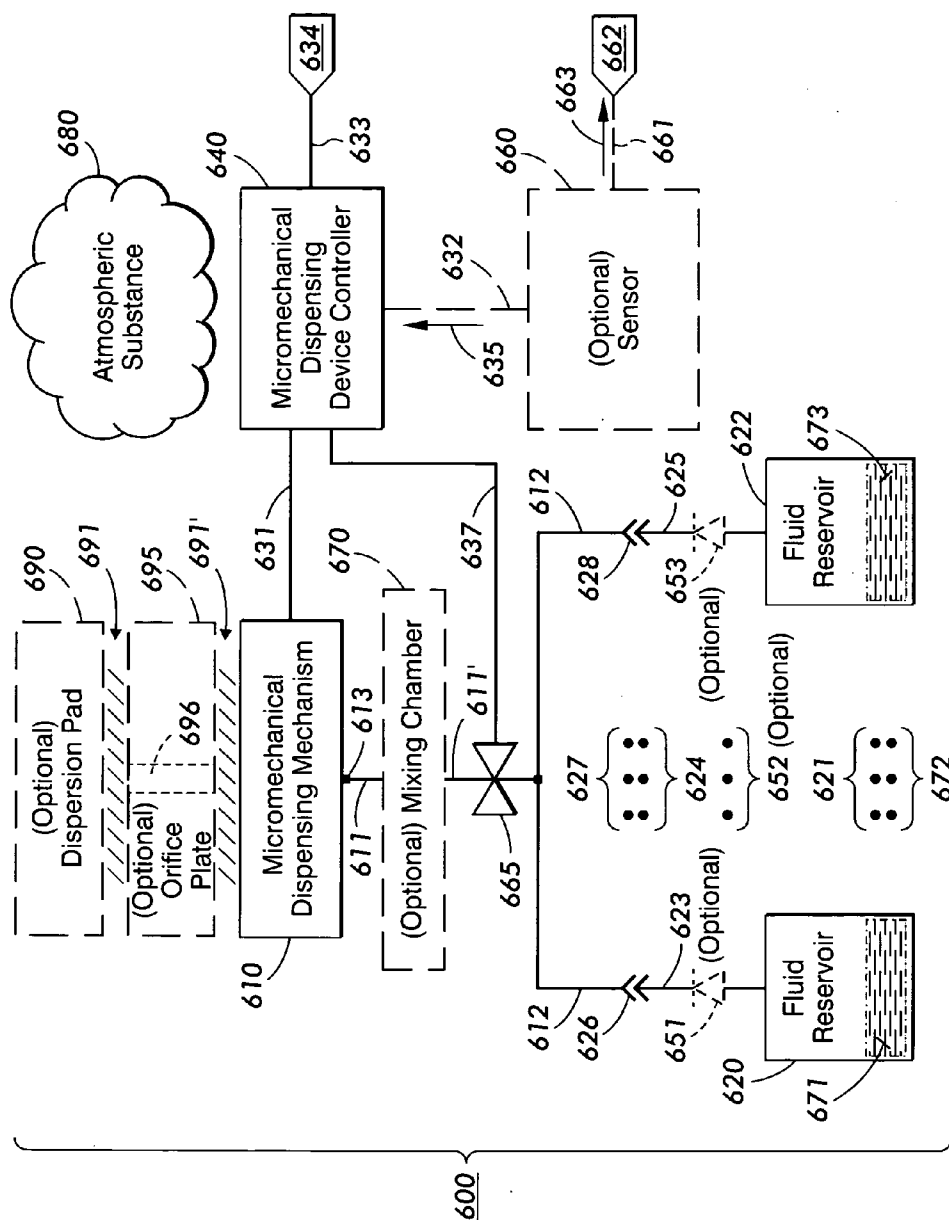 680
Atmospheric
Substance
690
(Optional)
Dispersion Pad
691
695
696
(Optional)
Orifice
Plate
691'
640
634
633
Micromechanical
Dispensing
Device Controller
631
Micromechanical
Dispensing Mechanism
610
613
611
670
(Optional) Mixing Chamber
611'
665
637
635
632
660
663
662
661
(Optional)
Sensor
612
626
623
651
(Optional)
Fluid
Reservoir
620
671
627
624
652 (Optional)
621
672
612
628
625
653
(Optional)
622
673
Fluid
Reservoir
600